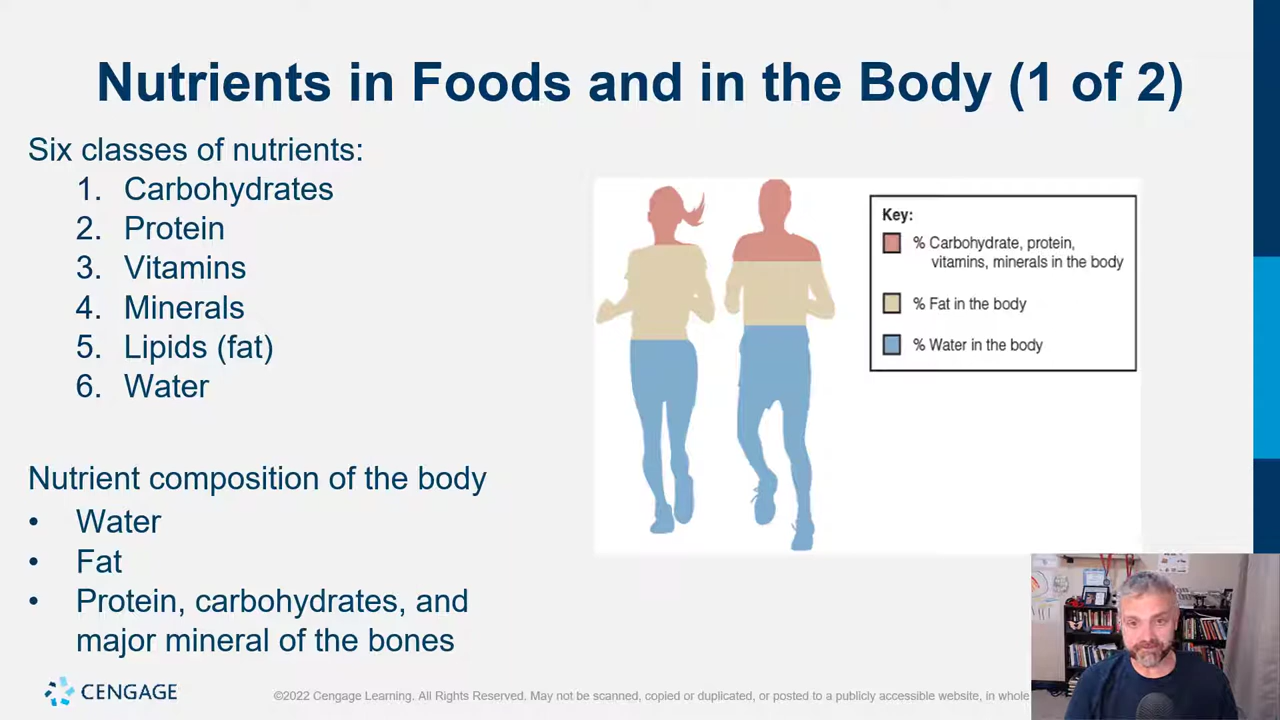 Nutrients in Foods and in the Body (1 of 2)
Six classes of nutrients:
1. Carbohydrates
2. Protein
3. Vitamins
4. Minerals
5. Lipids (fat)
6. Water
Nutrient composition of the body
• Water
• Fat
• Protein, carbohydrates, and
major mineral of the bones
Key:
% Carbohydrate, protein,
vitamins, minerals in the body
% Fat in the body
% Water in the body
CENGAGE
©2022 Cengage Learning. All Rights Reserved. May not be scanned, copied or duplicated, or posted to a publicly accessible website, in whole